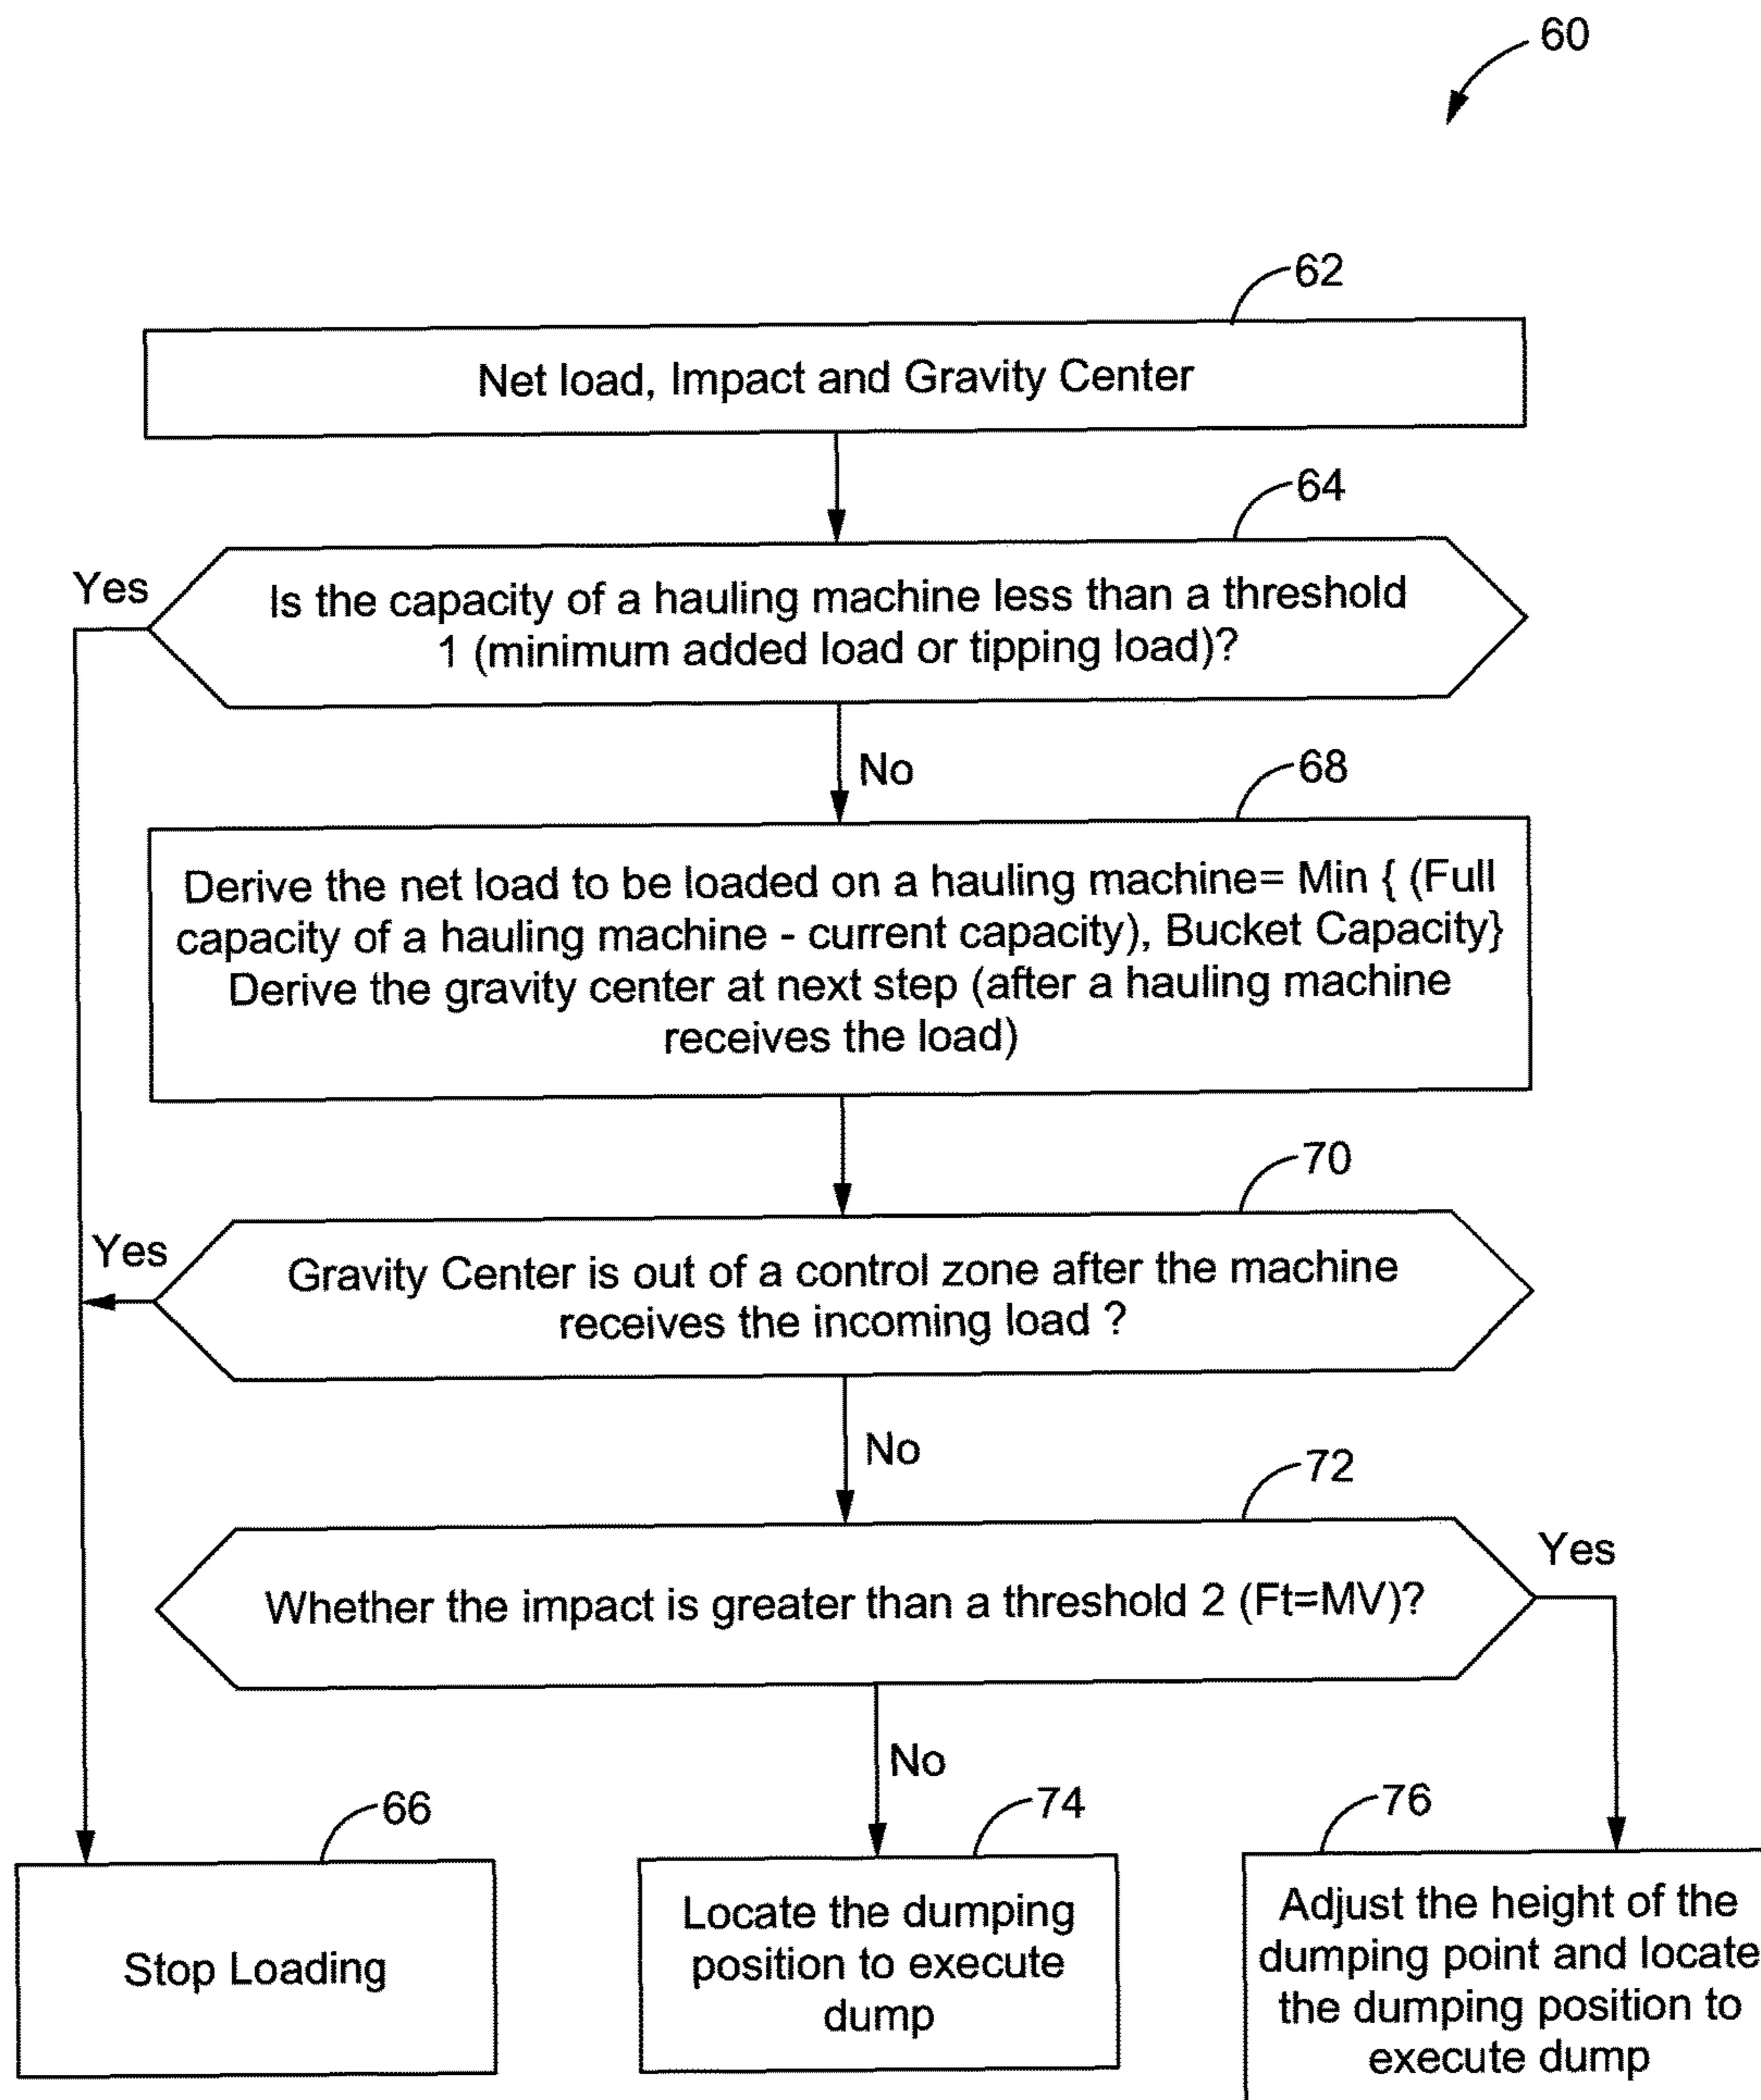 60
62
Net load, Impact and Gravity Center
64
Yes
Is the capacity of a hauling machine less than a threshold
1 (minimum added load or tipping load)?
No
68
Derive the net load to be loaded on a hauling machine= Min { (Full
capacity of a hauling machine - current capacity), Bucket Capacity}
Derive the gravity center at next step (after a hauling machine
receives the load)
70
Yes
Gravity Center is out of a control zone after the machine
receives the incoming load ?
No
72
Yes
Whether the impact is greater than a threshold 2 (Ft=MV)?
No
66
Stop Loading
74
Locate the dumping
position to execute
dump
76
Adjust the height of the
dumping point and locate
the dumping position to
execute dump